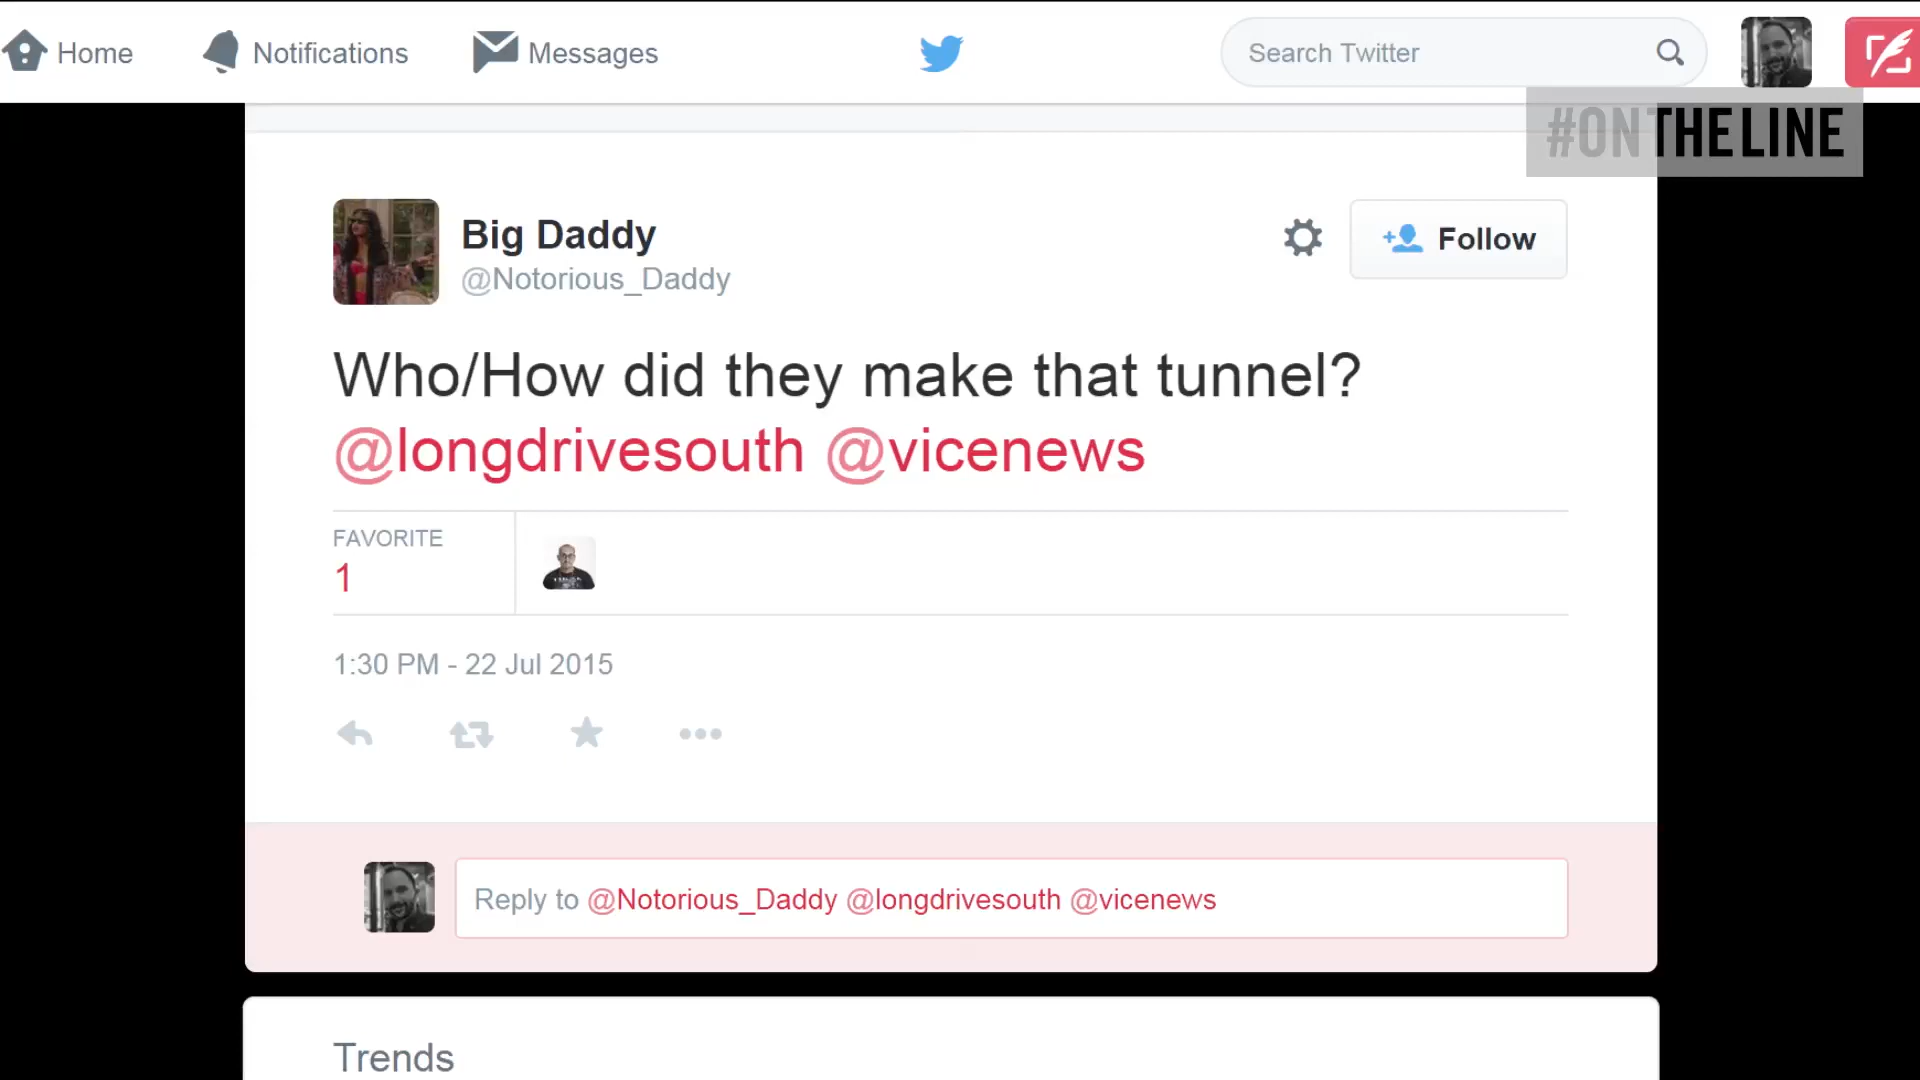 Home
Notifications
Messages
Search Twitter
#ONTHELINE
Big Daddy
@Notorious_Daddy
Follow
Who/How did they make that tunnel?
@longdrivesouth @vicenews
FAVORITE
1
1:30 PM - 22 Jul 2015
Reply to @Notorious_Daddy @longdrivesouth @vicenews
Trends